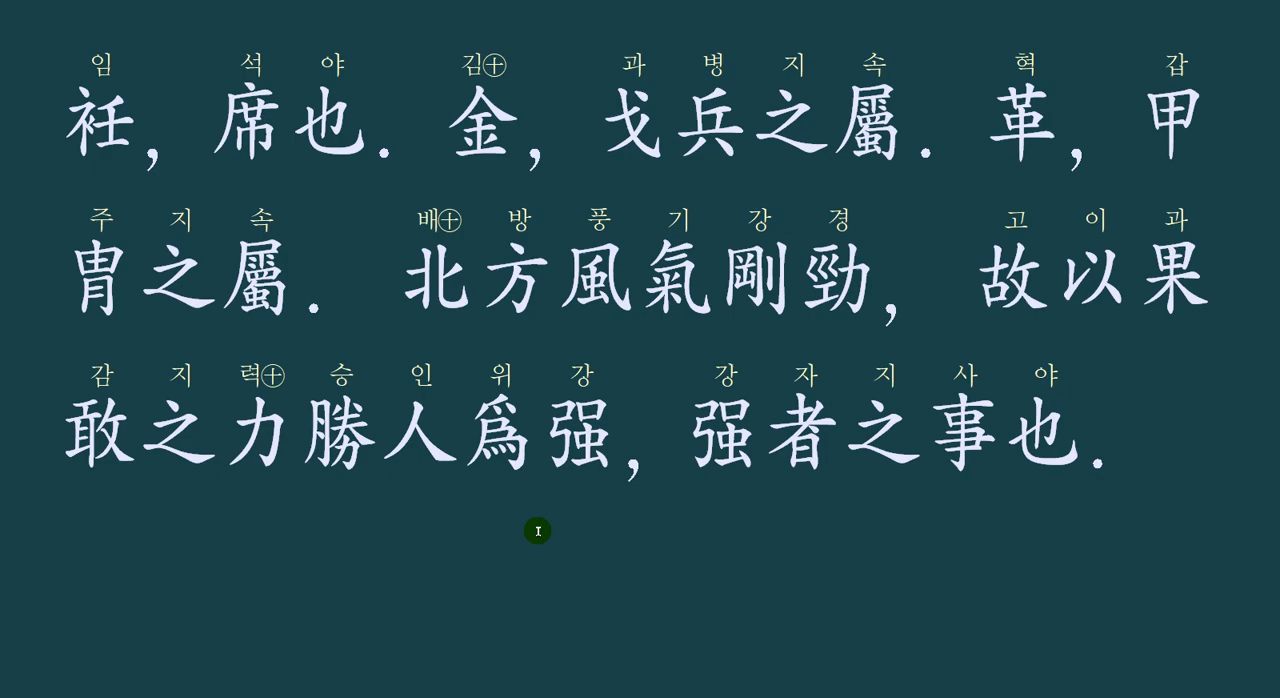 임 석 야 김㊉ 과 병 지 속 혁 갑
衽, 席也. 金, 戈兵之屬. 革, 甲
주 지 속 배㊉ 방 풍 기 강 경 고 이 과
冑之屬. 北方風氣剛勁, 故以果
감 지 력㊉ 승 인 위 강 강 자 지 사 야
敢之力勝人爲强, 强者之事也.